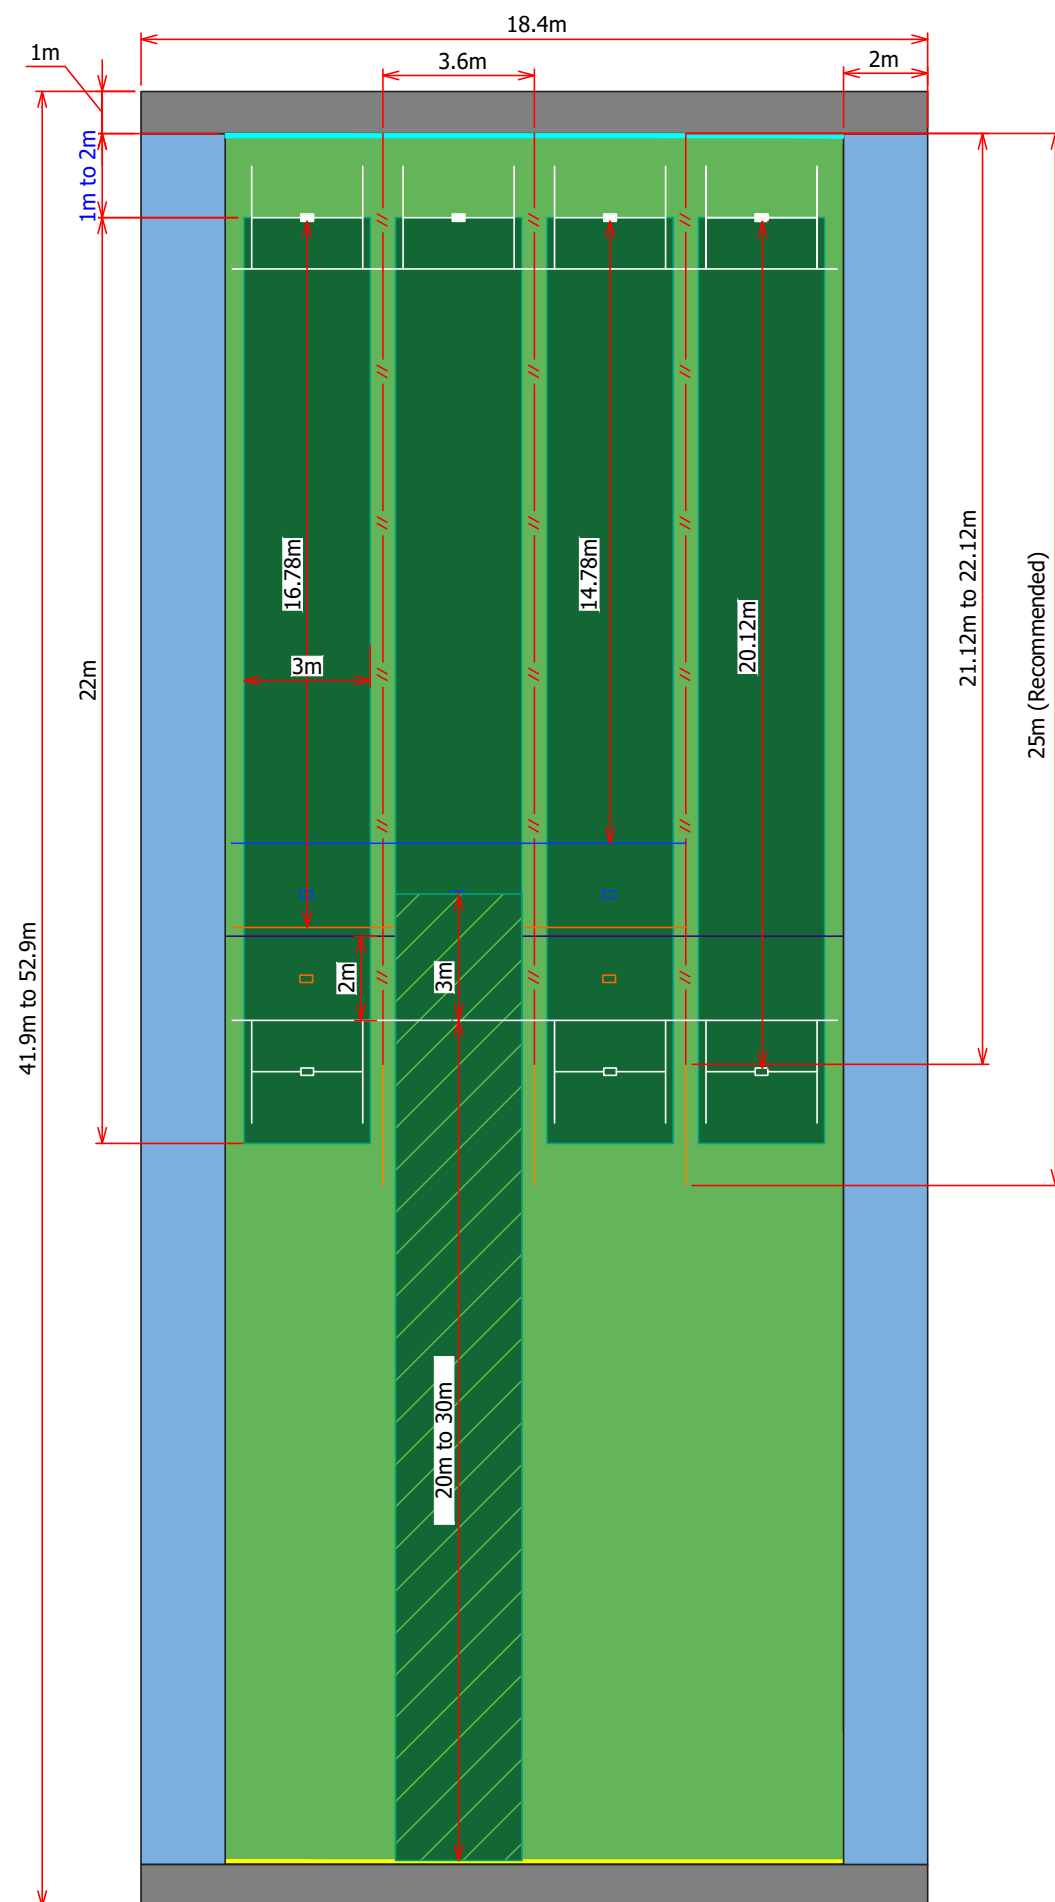 18.4m
1m
3.6m
2m
1m to 2m
16.78m
14.78m
20.12m
21.12m to 22.12m
25m (Recommended)
3m
22m
2m
3m
41.9m to 52.9m
20m to 30m